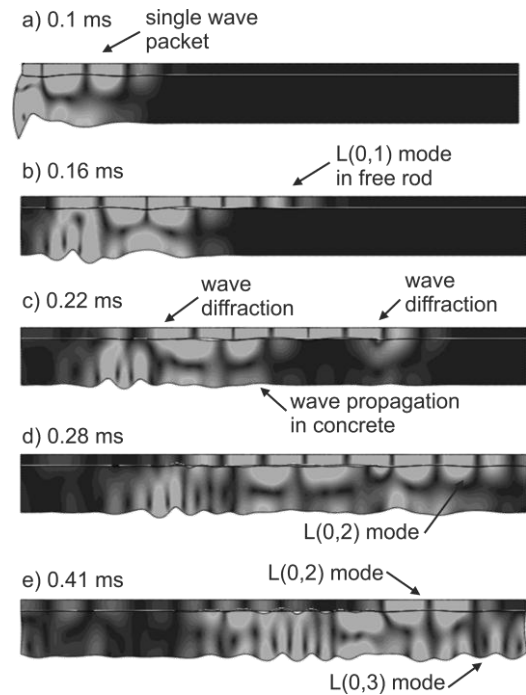 a) 0.1 ms
single wave
packet
b) 0.16 ms
L(0,1) mode
in free rod
c) 0.22 ms
wave
diffraction
wave
diffraction
wave propagation
in concrete
d) 0.28 ms
L(0,2) mode
e) 0.41 ms
L(0,2) mode
L(0,3) mode